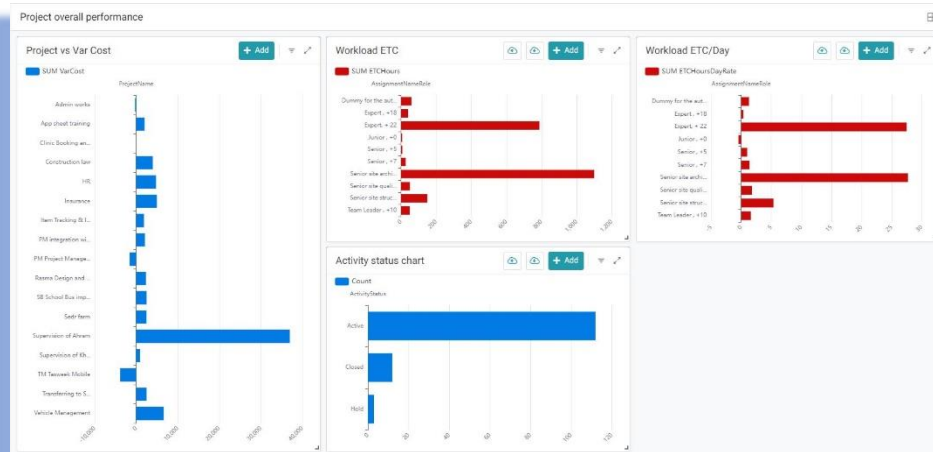 Project overall performance
Project vs Var Cost
+ Add
SUM VarCost
ProjectName
Admin works
App sheet training
Clinic Booking an...
Construction law
HR
Insurance
Item Tracking & I...
PM integration wi...
PM Project Manage...
Rasma Design and ...
SB School Bus imp...
Sadr farm
Supervision of Ahram
Supervision of Kh...
TM Tasweek Mobile
Transferring to S...
Vehicle Management
-10,000 0 10,000 20,000 30,000 40,000
Workload ETC
+ Add
SUM ETCHours
AssignmentNameRole
Dummy for the aut...
Expert , +18
Expert, + 22
Junior , +0
Senior , +5
Senior , +7
Senior site archi...
Senior site quali...
Senior site struc...
Team Leader , +10
0 200 400 600 800 1,000 1,200
Workload ETC/Day
+ Add
SUM ETCHoursDayRate
AssignmentNameRole
Dummy for the aut...
Expert , +18
Expert, + 22
Junior , +0
Senior , +5
Senior , +7
Senior site archi...
Senior site quali...
Senior site struc...
Team Leader , +10
-5 0 5 10 15 20 25 30
Activity status chart
+ Add
Count
ActivityStatus
Active
Closed
Hold
0 20 40 60 80 100 120